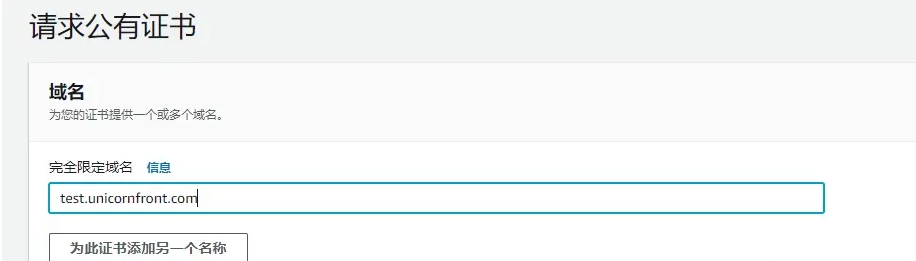 请求公有证书
域名
为您的证书提供一个或多个域名。
完全限定域名 信息
test.unicornfront.com
为此证书添加另一个名称